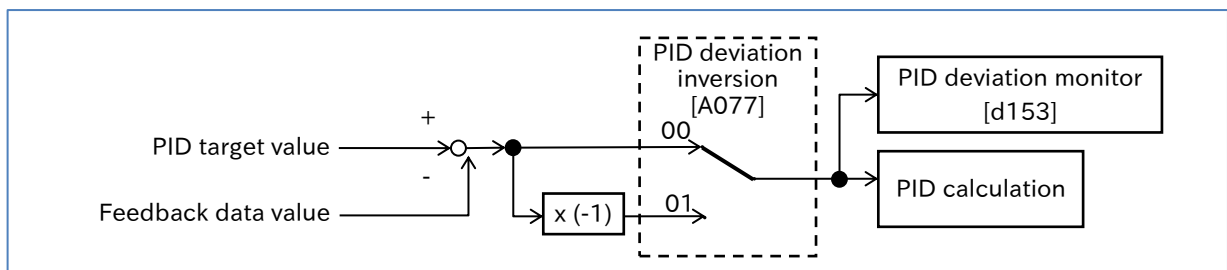 PID deviation
inversion
[A077]
PID deviation monitor
[d153]
+
00
PID target value
-
PID calculation
01
Feedback data value
x (-1)